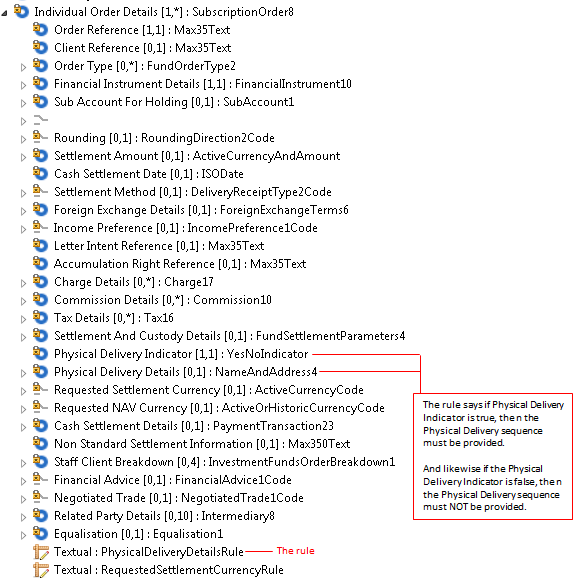 Individual Order Details [1,*] : SubscriptionOrder8
Order Reference [1,1] : Max35Text
Client Reference [0,1] : Max35Text
Order Type [0,*] : FundOrderType2
Financial Instrument Details [1,1] : FinancialInstrument10
Sub Account For Holding [0,1] : SubAccount1
Rounding [0,1] : RoundingDirection2Code
Settlement Amount [0,1] : ActiveCurrencyAndAmount
Cash Settlement Date [0,1] : ISODate
Settlement Method [0,1] : DeliveryReceiptType2Code
Foreign Exchange Details [0,1] : ForeignExchangeTerms6
Income Preference [0,1] : IncomePreference1Code
Letter Intent Reference [0,1] : Max35Text
Accumulation Right Reference [0,1] : Max35Text
Charge Details [0,*] : Charge17
Commission Details [0,*] : Commission10
Tax Details [0,*] : Tax16
Settlement And Custody Details [0,1] : FundSettlementParameters4
Physical Delivery Indicator [1,1] : YesNoIndicator
Physical Delivery Details [0,1] : NameAndAddress4
Requested Settlement Currency [0,1] : ActiveCurrencyCode
Requested NAV Currency [0,1] : ActiveOrHistoricCurrencyCode
Cash Settlement Details [0,1] : PaymentTransaction23
Non Standard Settlement Information [0,1] : Max350Text
Staff Client Breakdown [0,4] : InvestmentFundsOrderBreakdown1
Financial Advice [0,1] : FinancialAdvice1Code
Negotiated Trade [0,1] : NegotiatedTrade1Code
Related Party Details [0,10] : Intermediary8
Equalisation [0,1] : Equalisation1
Textual : PhysicalDeliveryDetailsRule
The rule
Textual : RequestedSettlementCurrencyRule
The rule says if Physical Delivery
Indicator is true, the n the
Physical Delivery sequence
must be provided.
And likewise if the Physical
Delivery Indicator is false, the n
the Physical Delivery sequence
must NOT be provided.